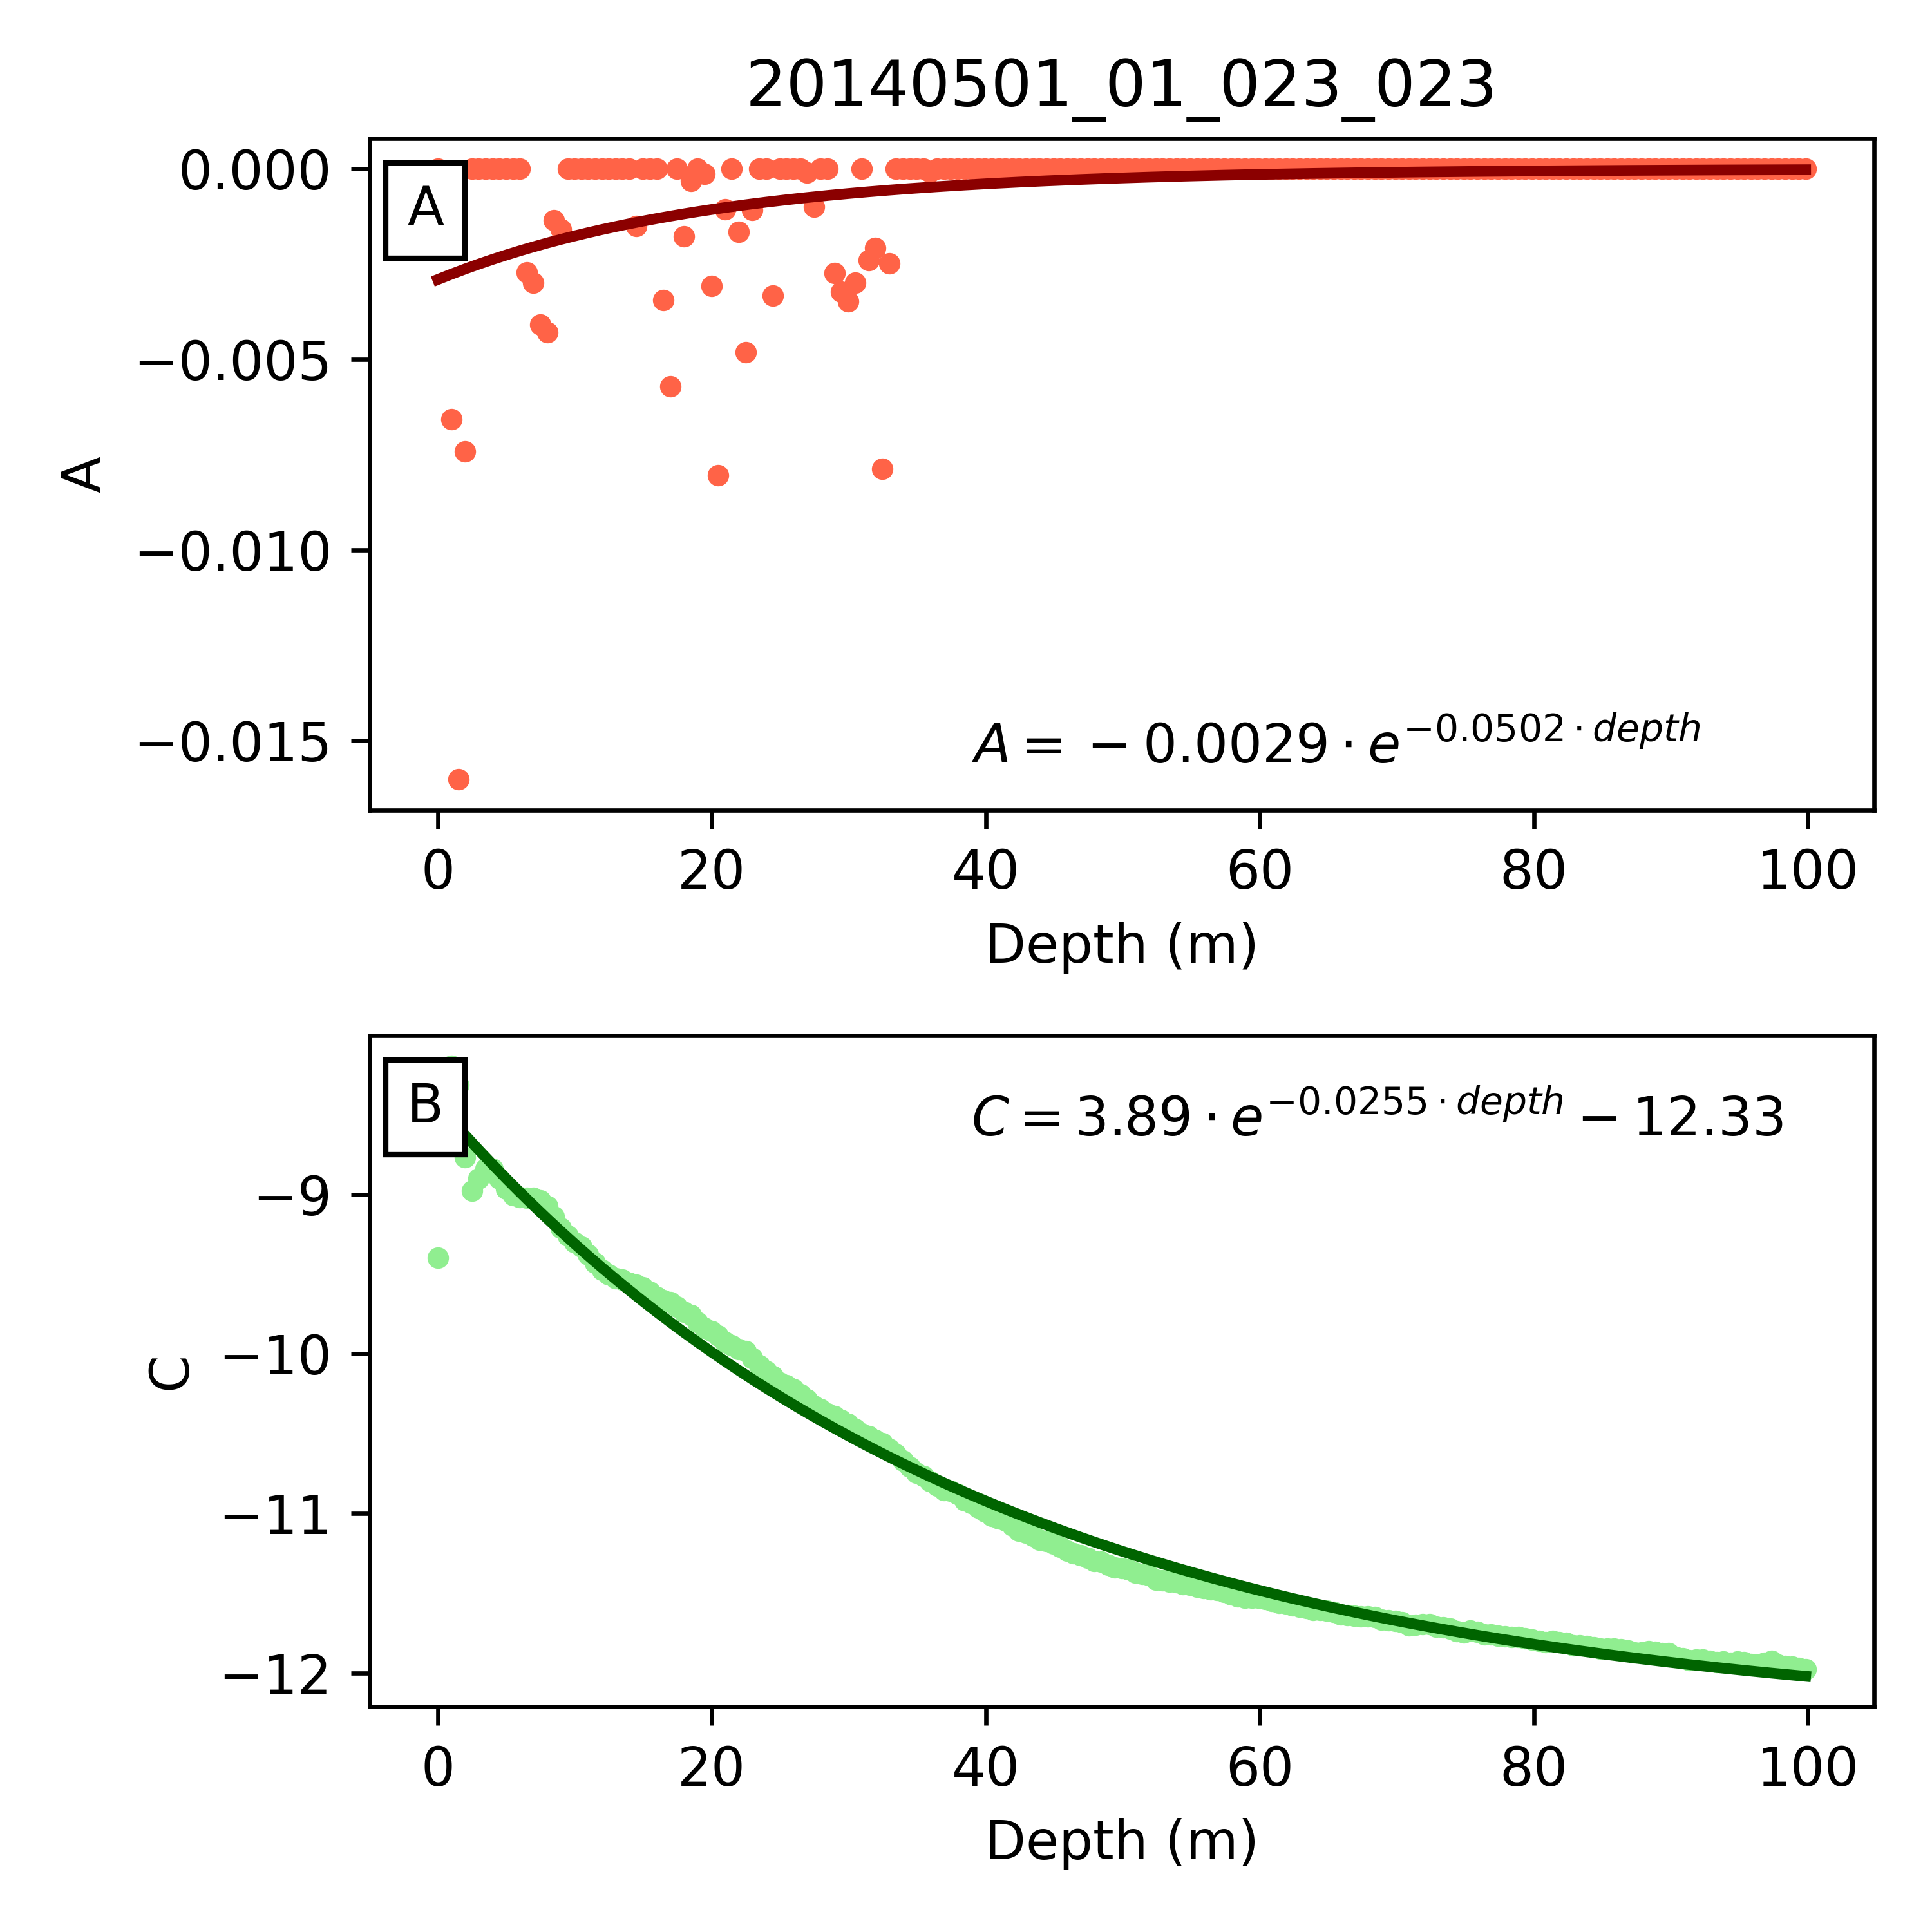 20140501_01_023_023
A
0.000
−0.005
−0.010
−0.015
A
A = − 0.0029 · e^{−0.0502 · depth}
0 20 40 60 80 100
Depth (m)
B
C = 3.89 · e^{−0.0255 · depth} − 12.33
−9
−10
−11
−12
C
0 20 40 60 80 100
Depth (m)